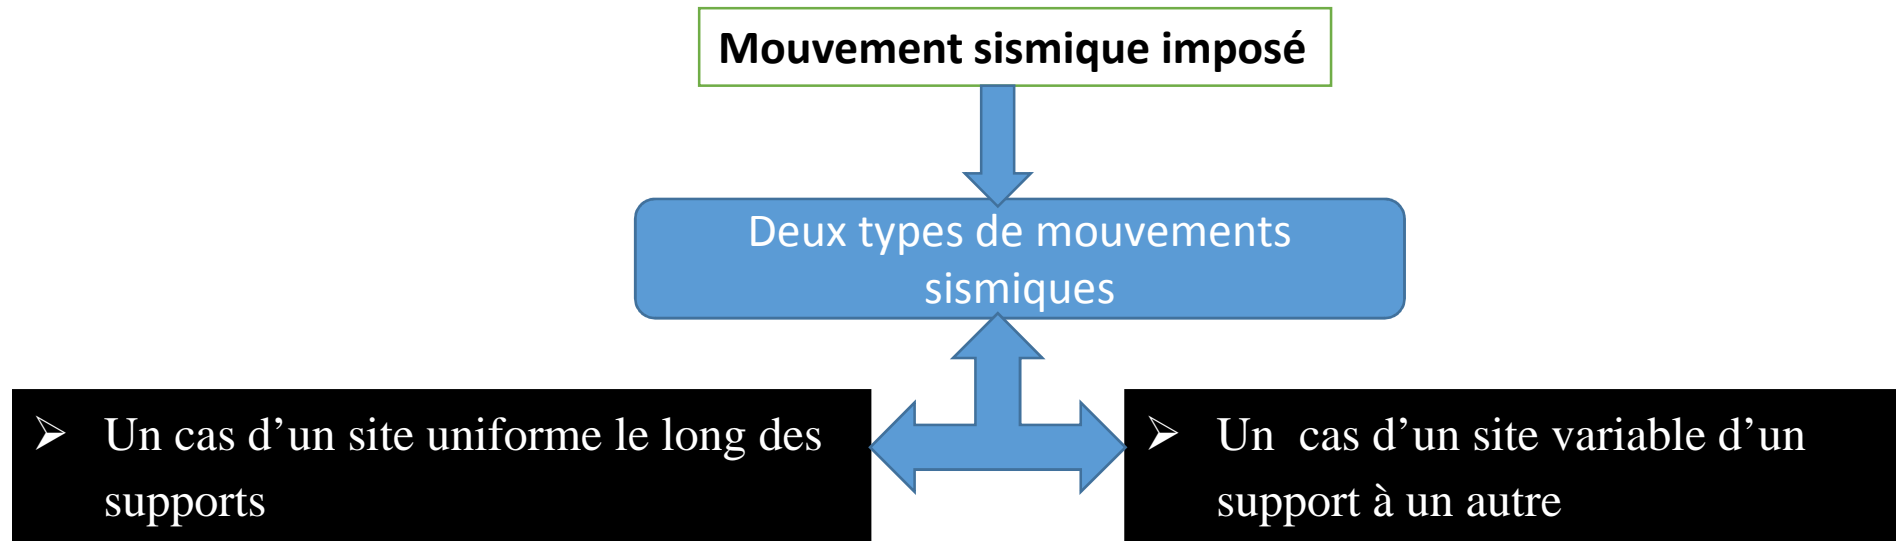 Mouvement sismique imposé
Deux types de mouvements
sismiques
➢ Un cas d’un site uniforme le long des
supports
➢ Un cas d’un site variable d’un
support à un autre